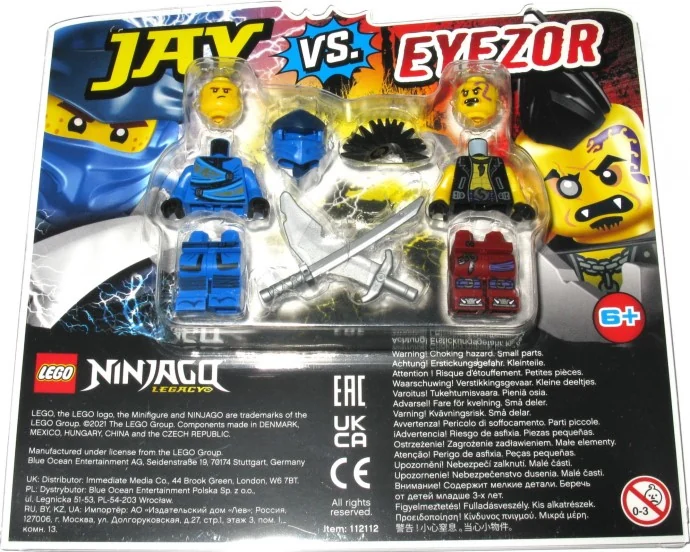 JAY VS. EYEZOR
6+
LEGO NINJAGO
LEGACY
LEGO, the LEGO logo, the Minifigure and NINJAGO are trademarks of the
LEGO Group. ©2021 The LEGO Group. Components made in DENMARK,
MEXICO, HUNGARY, CHINA and the CZECH REPUBLIC.
Manufactured under license from the LEGO Group.
Blue Ocean Entertainment AG, Seidenstraße 19, 70174 Stuttgart, Germany
UK: Distributor: Immediate Media Co., 44 Brook Green, London, W6 7BT.
PL: Dystrybutor: Blue Ocean Entertainment Polska Sp. z o.o.,
ul. Legnicka 51-53, PL-54-203 Wrocław.
RU, BY, KZ, UA: Импортёр: АО «Издательский дом «Лев»; Россия,
127006, г. Москва, ул. Долгоруковская, д.27, стр.1, этаж 3, пом. 1,
комн. 13.
EAC
UK
CA
CE
All rights
reserved.
Item: 112112
Warning! Choking hazard. Small parts.
Achtung! Erstickungsgefahr. Kleinteile.
Attention ! Risque d'étouffement. Petites pièces.
Waarschuwing! Verstikkingsgevaar. Kleine deeltjes.
Varoitus! Tukehtumisvaara. Pieniä osia.
Advarsel! Fare for kvelning. Små deler.
Varning! Kvävningsrisk. Små delar.
Avvertenza! Pericolo di soffocamento. Parti piccole.
¡Advertencia! Riesgo de asfixia. Piezas pequeñas.
Ostrzeżenie! Zagrożenie zadławieniem. Małe elementy.
Atenção! Perigo de asfixia. Peças pequenas.
Upozornění! Nebezpečí zalknutí. Malé části.
Upozornenie! Nebezpečenstvo dusenia. Malé časti.
Внимание! Содержит мелкие детали. Беречь
от детей младше 3-х лет.
Figyelmeztetés! Fulladásveszély. Kis alkatrészek.
Προειδοποίηση! Κίνδυνος πνιγμού. Μικρά μέρη.
警告!小心窒息。当心小物件。
0-3